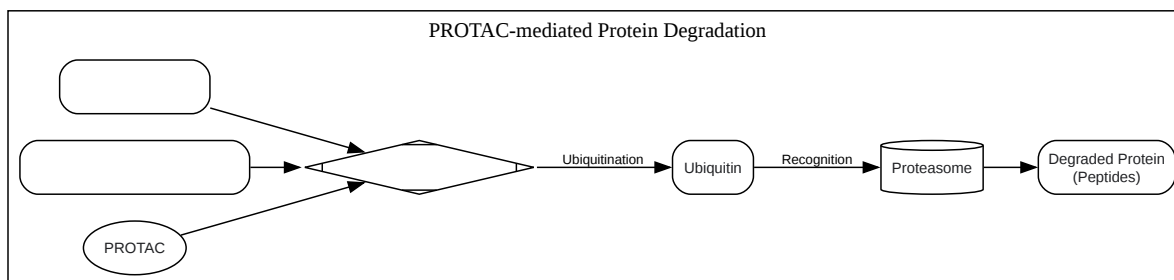 PROTAC-mediated Protein Degradation
Ubiquitination
Ubiquitin
Recognition
Proteasome
Degraded Protein
(Peptides)
PROTAC